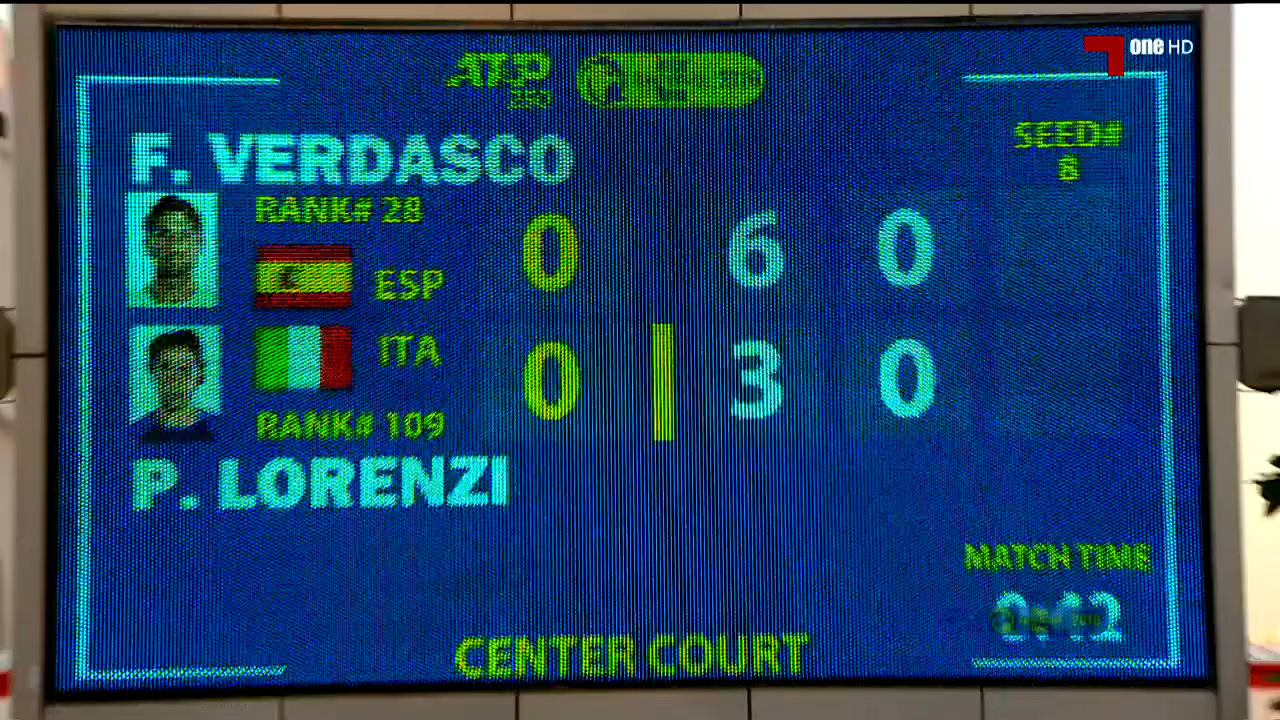 one HD
ATP
250
SEED#
8
F. VERDASCO
RANK# 28
ESP
0 6 0
ITA
0 3 0
RANK# 109
P. LORENZI
MATCH TIME
CENTER COURT